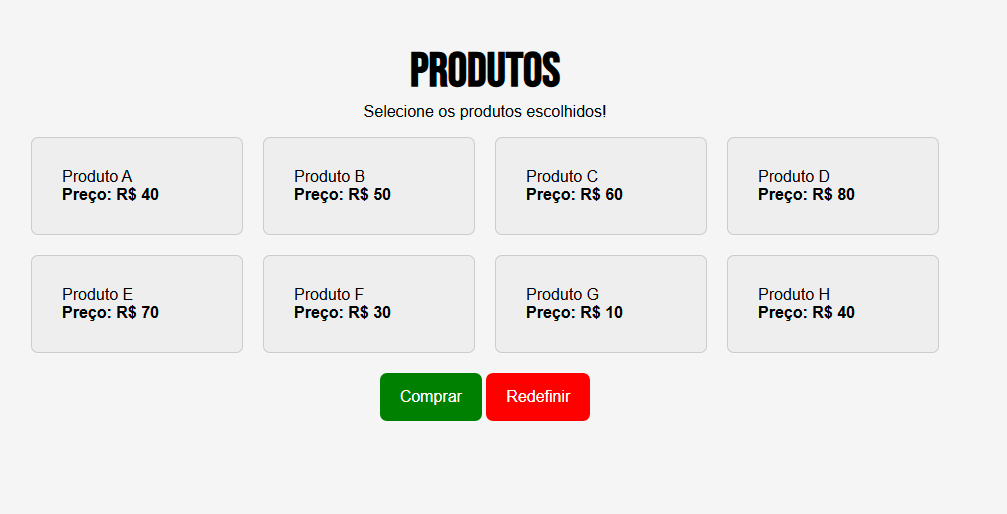 PRODUTOS
Selecione os produtos escolhidos!
Produto A
Preço: R$ 40
Produto B
Preço: R$ 50
Produto C
Preço: R$ 60
Produto D
Preço: R$ 80
Produto E
Preço: R$ 70
Produto F
Preço: R$ 30
Produto G
Preço: R$ 10
Produto H
Preço: R$ 40
Comprar
Redefinir